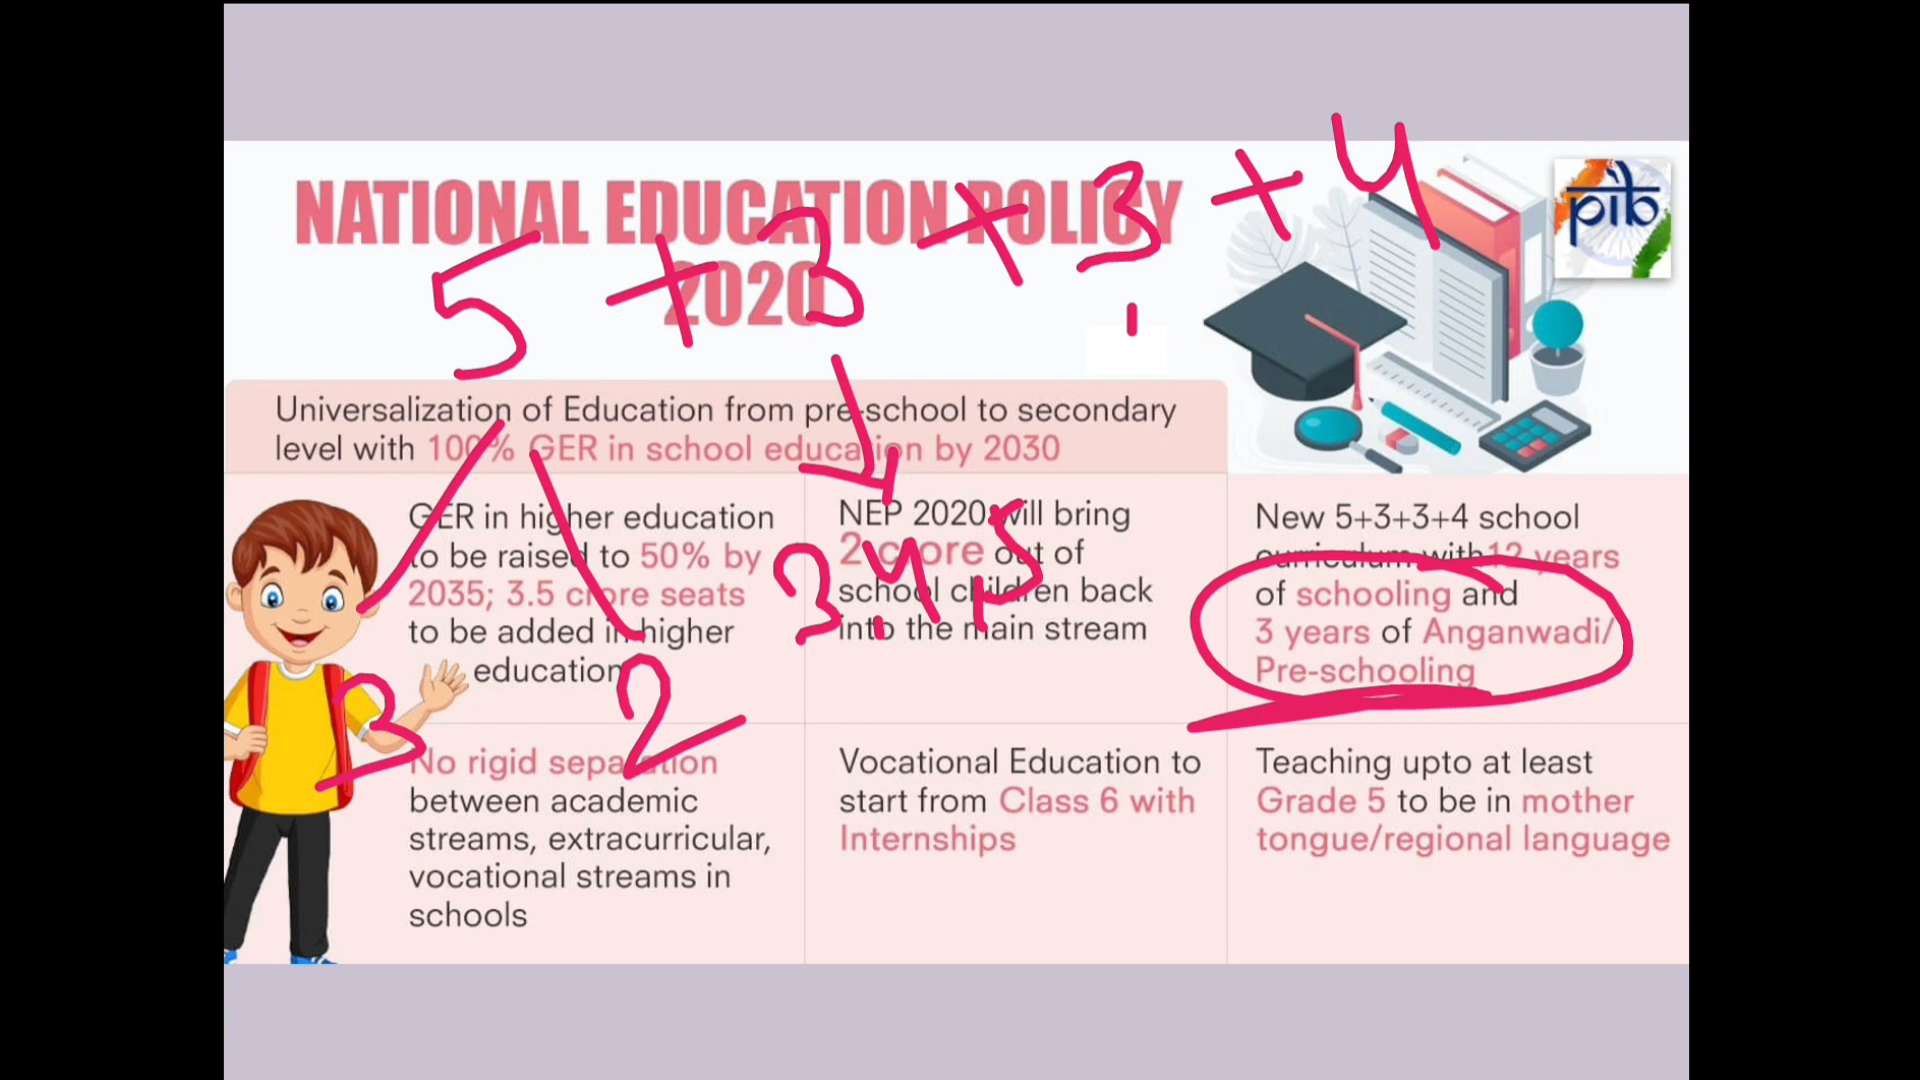 5 + 3 + 3 + 4
NATIONAL EDUCATION POLICY
2020
pib
Universalization of Education from pre-school to secondary
level with 100% GER in school education by 2030
GER in higher education
to be raised to 50% by
2035; 3.5 crore seats
to be added in higher
education
3 2
NEP 2020 will bring
2 crore out of
school children back
into the main stream
3,4,5
New 5+3+3+4 school
curriculum with 12 years
of schooling and
3 years of Anganwadi/
Pre-schooling
No rigid separation
between academic
streams, extracurricular,
vocational streams in
schools
Vocational Education to
start from Class 6 with
Internships
Teaching upto at least
Grade 5 to be in mother
tongue/regional language